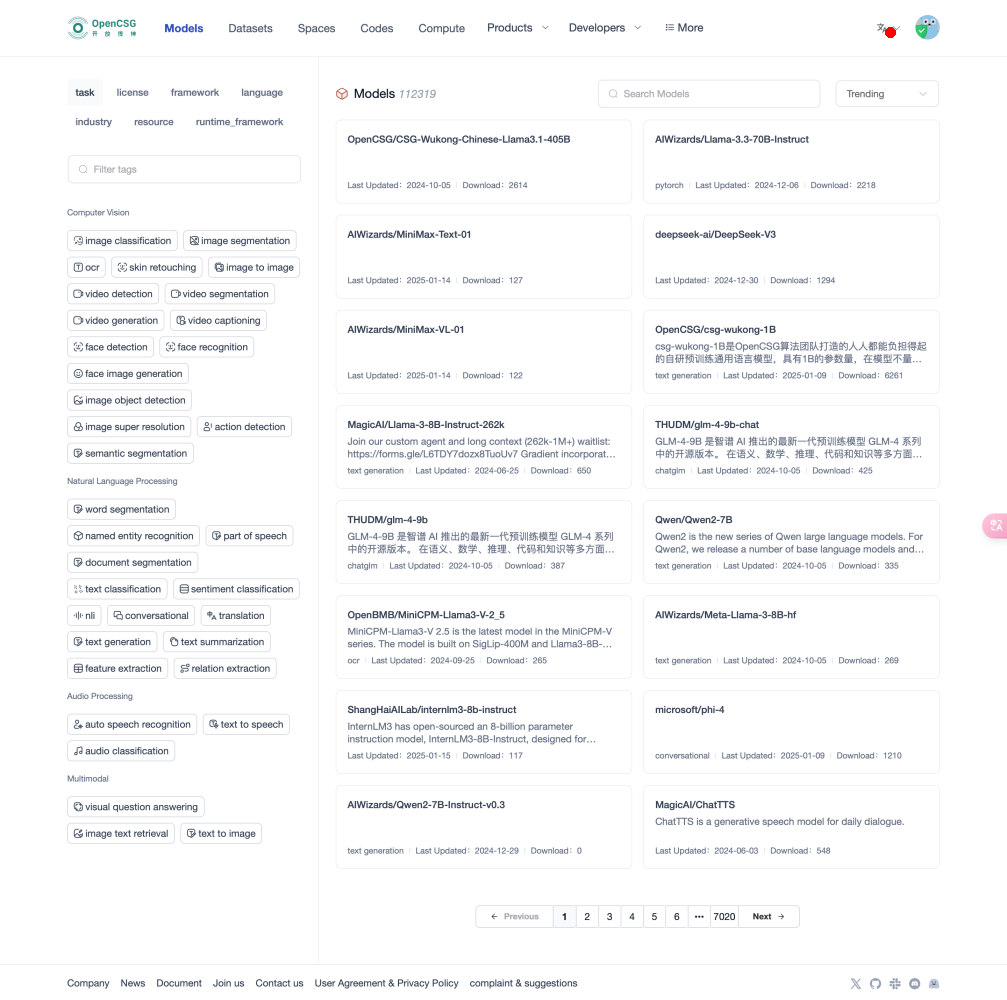 OpenCSG
开 放 传 神
Models
Datasets
Spaces
Codes
Compute
Products
Developers
More
task
license
framework
language
industry
resource
runtime_framework
Filter tags
Computer Vision
image classification
image segmentation
ocr
skin retouching
image to image
video detection
video segmentation
video generation
video captioning
face detection
face recognition
face image generation
image object detection
image super resolution
action detection
semantic segmentation
Natural Language Processing
word segmentation
named entity recognition
part of speech
document segmentation
text classification
sentiment classification
nli
conversational
translation
text generation
text summarization
feature extraction
relation extraction
Audio Processing
auto speech recognition
text to speech
audio classification
Multimodal
visual question answering
image text retrieval
text to image
Models 112319
Search Models
Trending
OpenCSG/CSG-Wukong-Chinese-Llama3.1-405B
Last Updated：2024-10-05
Download：2614
AIWizards/Llama-3.3-70B-Instruct
pytorch
Last Updated：2024-12-06
Download：2218
AIWizards/MiniMax-Text-01
Last Updated：2025-01-14
Download：127
deepseek-ai/DeepSeek-V3
Last Updated：2024-12-30
Download：1294
AIWizards/MiniMax-VL-01
Last Updated：2025-01-14
Download：122
OpenCSG/csg-wukong-1B
csg-wukong-1B是OpenCSG算法团队打造的人人都能负担得起
的自研预训练通用语言模型，具有1B的参数量，在模型不量...
text generation
Last Updated：2025-01-09
Download：6261
MagicAI/Llama-3-8B-Instruct-262k
Join our custom agent and long context (262k-1M+) waitlist:
https://forms.gle/L6TDY7dozx8TuoUv7 Gradient incorporat...
text generation
Last Updated：2024-06-25
Download：650
THUDM/glm-4-9b-chat
GLM-4-9B 是智谱 AI 推出的最新一代预训练模型 GLM-4 系列
中的开源版本。 在语义、数学、推理、代码和知识等多方面...
chatglm
Last Updated：2024-10-05
Download：425
THUDM/glm-4-9b
GLM-4-9B 是智谱 AI 推出的最新一代预训练模型 GLM-4 系列
中的开源版本。 在语义、数学、推理、代码和知识等多方面...
chatglm
Last Updated：2024-10-05
Download：387
Qwen/Qwen2-7B
Qwen2 is the new series of Qwen large language models. For
Qwen2, we release a number of base language models and...
text generation
Last Updated：2024-10-05
Download：335
OpenBMB/MiniCPM-Llama3-V-2_5
MiniCPM-Llama3-V 2.5 is the latest model in the MiniCPM-V
series. The model is built on SigLip-400M and Llama3-8B-...
ocr
Last Updated：2024-09-25
Download：265
AIWizards/Meta-Llama-3-8B-hf
text generation
Last Updated：2024-10-05
Download：269
ShangHaiAILab/internlm3-8b-instruct
InternLM3 has open-sourced an 8-billion parameter
instruction model, InternLM3-8B-Instruct, designed for...
Last Updated：2025-01-15
Download：117
microsoft/phi-4
conversational
Last Updated：2025-01-09
Download：1210
AIWizards/Qwen2-7B-Instruct-v0.3
text generation
Last Updated：2024-12-29
Download：0
MagicAI/ChatTTS
ChatTTS is a generative speech model for daily dialogue.
Last Updated：2024-06-03
Download：548
Previous 1 2 3 4 5 6 ••• 7020 Next
Company
News
Document
Join us
Contact us
User Agreement & Privacy Policy
complaint & suggestions